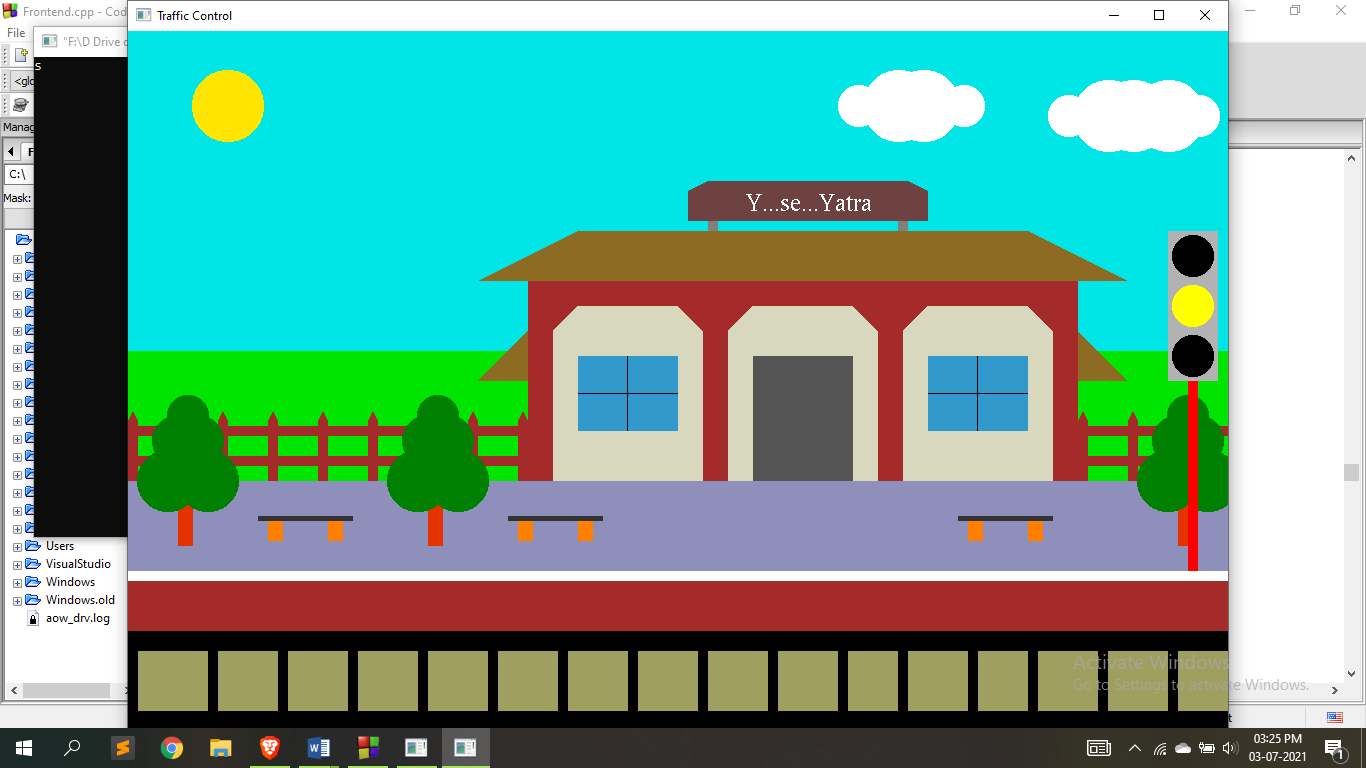 Frontend.cpp - Cod
Traffic Control
File
"F:\D Drive c
s
<glo
Manag
F
C:\
Mask:
Y...se...Yatra
Users
VisualStudio
Windows
Windows.old
aow_drv.log
Activate Windows
Go to Settings to activate Windows.
t
03:25 PM
03-07-2021
1